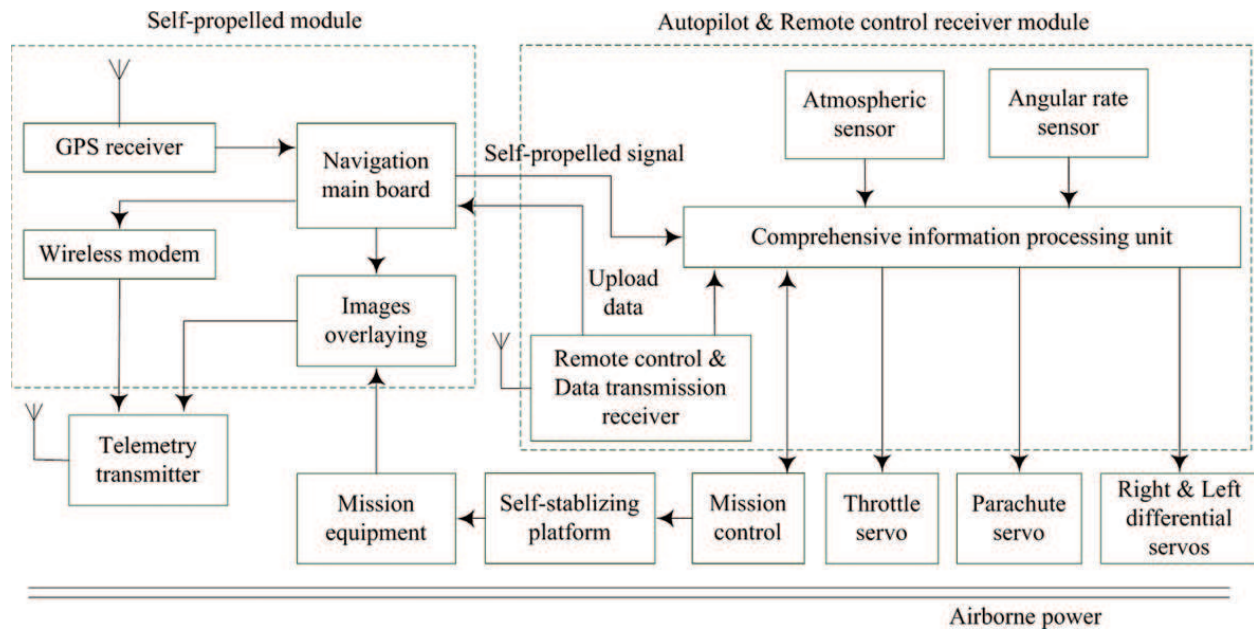 Self-propelled module
Autopilot & Remote control receiver module
GPS receiver
Navigation
main board
Wireless modem
Images
overlaying
Telemetry
transmitter
Self-propelled signal
Upload
data
Atmospheric
sensor
Angular rate
sensor
Comprehensive information processing unit
Remote control &
Data transmission
receiver
Mission
equipment
Self-stablizing
platform
Mission
control
Throttle
servo
Parachute
servo
Right & Left
differential
servos
Airborne power